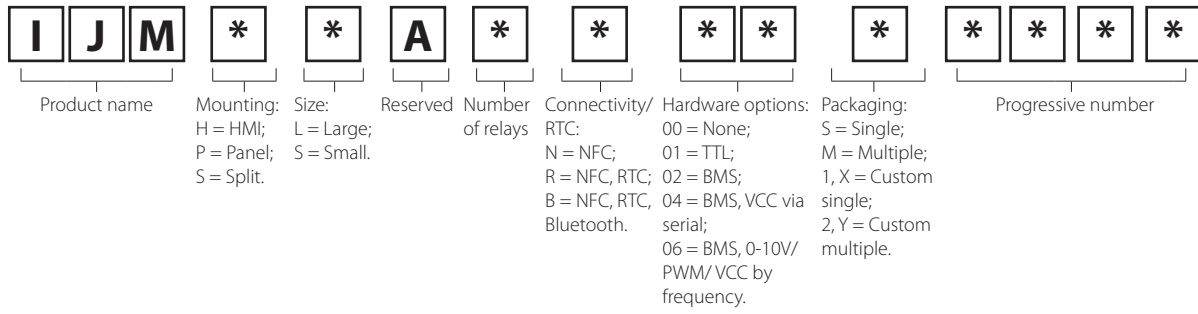 I J M * * A * * * * * * * * *
Product name
Mounting:
H = HMI;
P = Panel;
S = Split.
Size:
L = Large;
S = Small.
Reserved
Number
of relays
Connectivity/
RTC:
N = NFC;
R = NFC, RTC;
B = NFC, RTC,
Bluetooth.
Hardware options:
00 = None;
01 = TTL;
02 = BMS;
04 = BMS, VCC via
serial;
06 = BMS, 0-10V/
PWM/ VCC by
frequency.
Packaging:
S = Single;
M = Multiple;
1, X = Custom
single;
2, Y = Custom
multiple.
Progressive number